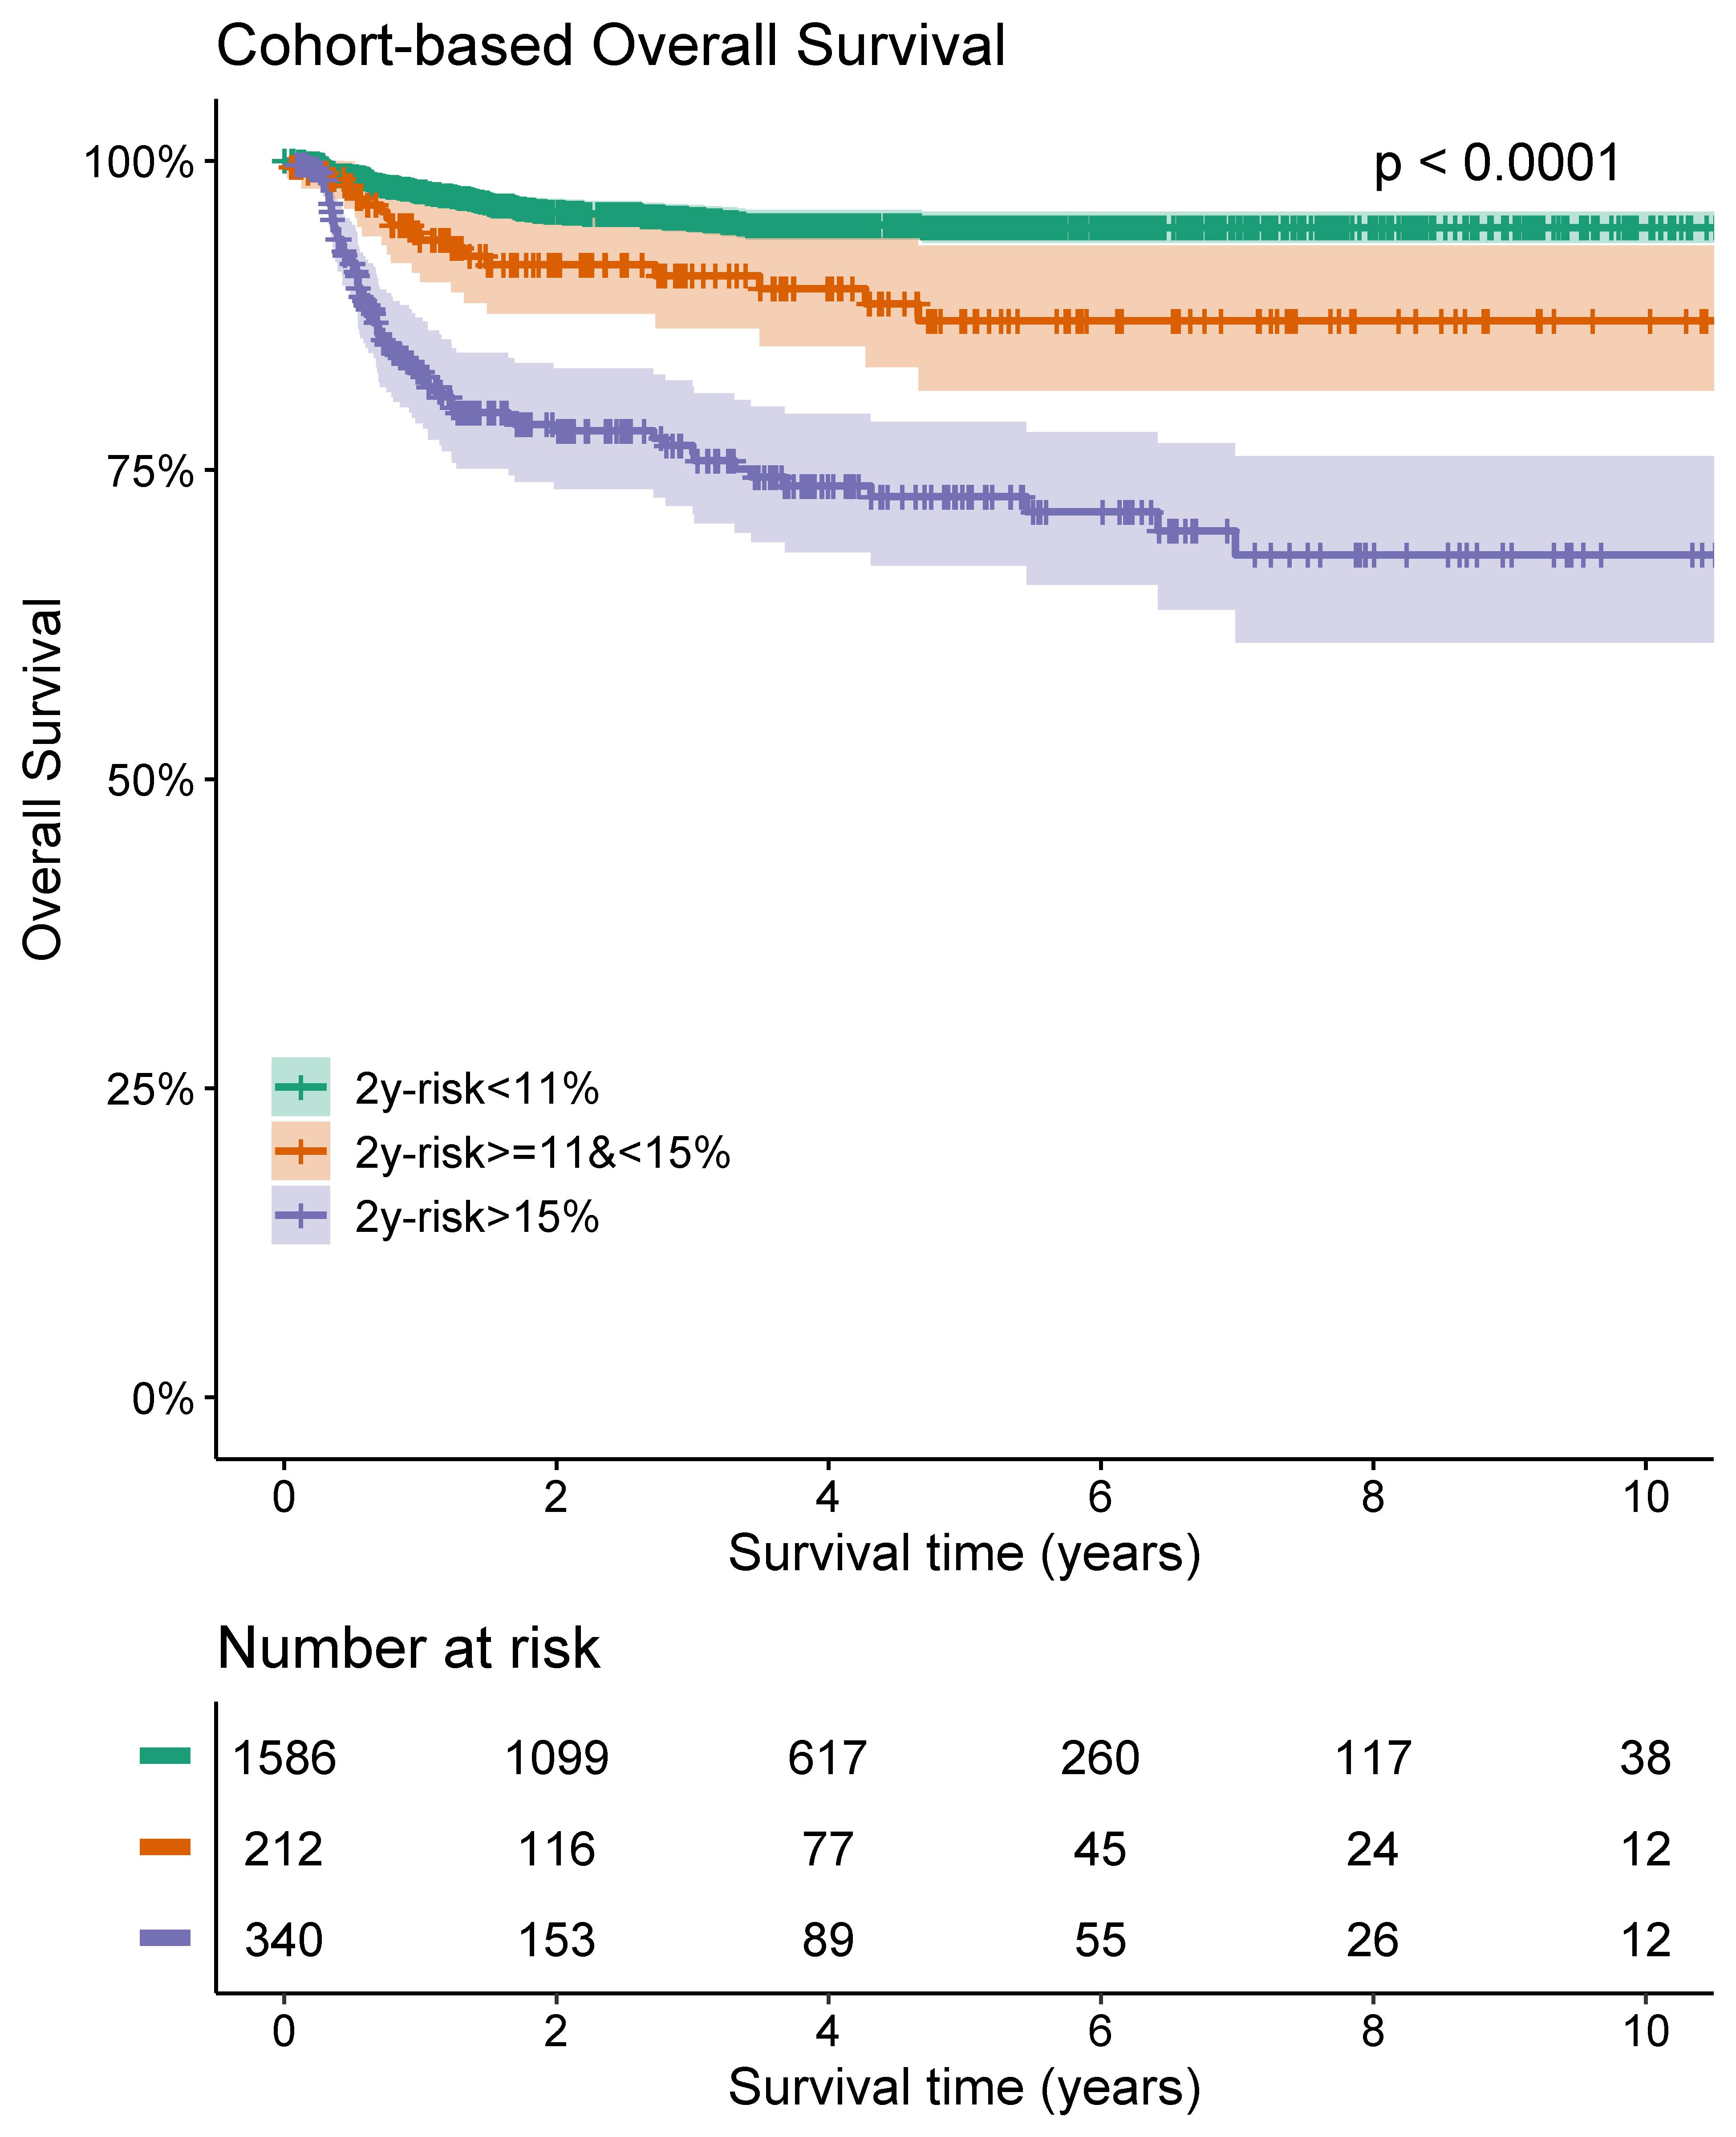 Cohort-based Overall Survival
p < 0.0001
100%
75%
50%
25%
0%
Overall Survival
2y-risk<11%
2y-risk>=11&<15%
2y-risk>15%
0 2 4 6 8 10
Survival time (years)
Number at risk
1586 1099 617 260 117 38
212 116 77 45 24 12
340 153 89 55 26 12
0 2 4 6 8 10
Survival time (years)